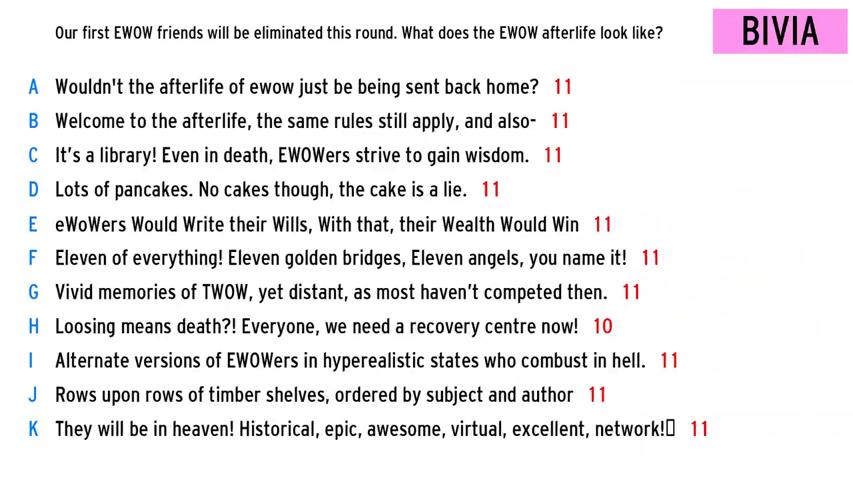 Our first EWOW friends will be eliminated this round. What does the EWOW afterlife look like?
BIVIA
A Wouldn't the afterlife of ewow just be being sent back home? 11
B Welcome to the afterlife, the same rules still apply, and also- 11
C It's a library! Even in death, EWOWers strive to gain wisdom. 11
D Lots of pancakes. No cakes though, the cake is a lie. 11
E eWoWers Would Write their Wills, With that, their Wealth Would Win 11
F Eleven of everything! Eleven golden bridges, Eleven angels, you name it! 11
G Vivid memories of TWOW, yet distant, as most haven't competed then. 11
H Loosing means death?! Everyone, we need a recovery centre now! 10
I Alternate versions of EWOWers in hyperealistic states who combust in hell. 11
J Rows upon rows of timber shelves, ordered by subject and author 11
K They will be in heaven! Historical, epic, awesome, virtual, excellent, network! 11